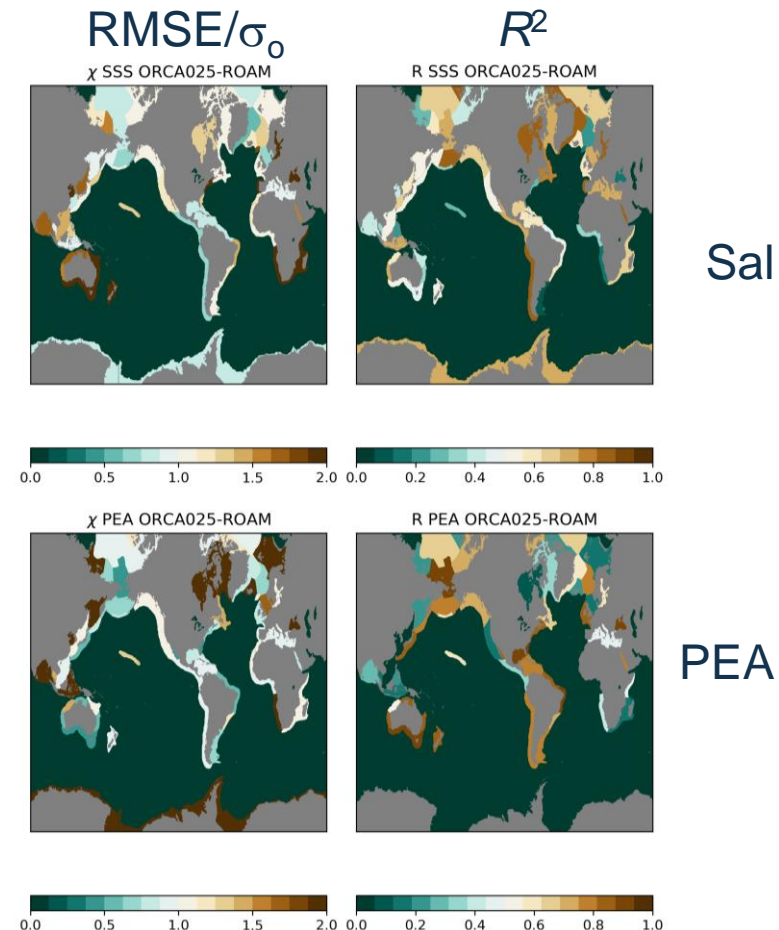 RMSE/σₒ R²
χ SSS ORCA025-ROAM R SSS ORCA025-ROAM
Sal
0.0 0.5 1.0 1.5 2.0 0.0 0.2 0.4 0.6 0.8 1.0
χ PEA ORCA025-ROAM R PEA ORCA025-ROAM
PEA
0.0 0.5 1.0 1.5 2.0 0.0 0.2 0.4 0.6 0.8 1.0